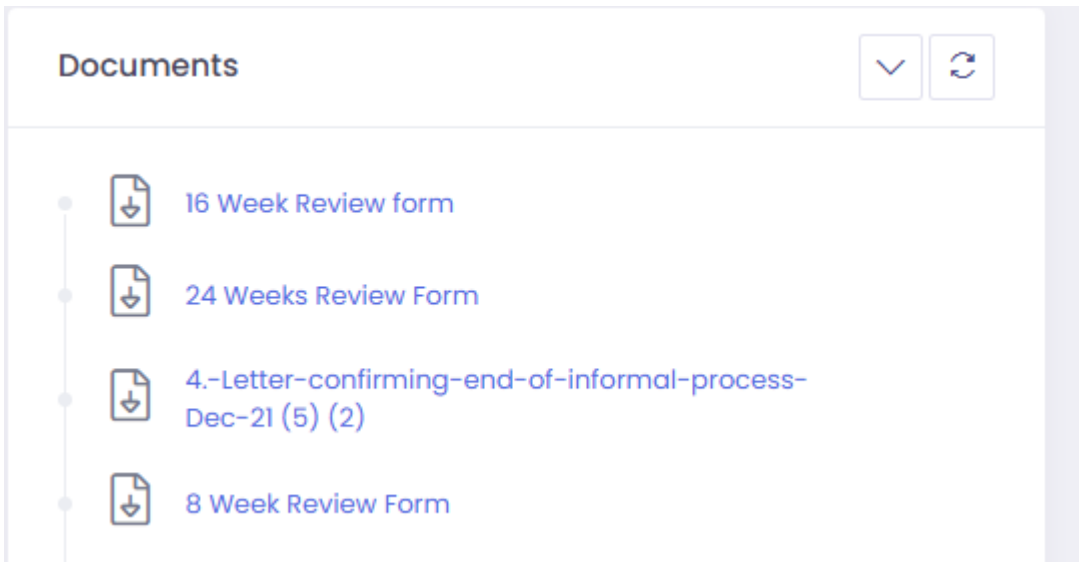 Documents
16 Week Review form
24 Weeks Review Form
4.-Letter-confirming-end-of-informal-process-
Dec-21 (5) (2)
8 Week Review Form